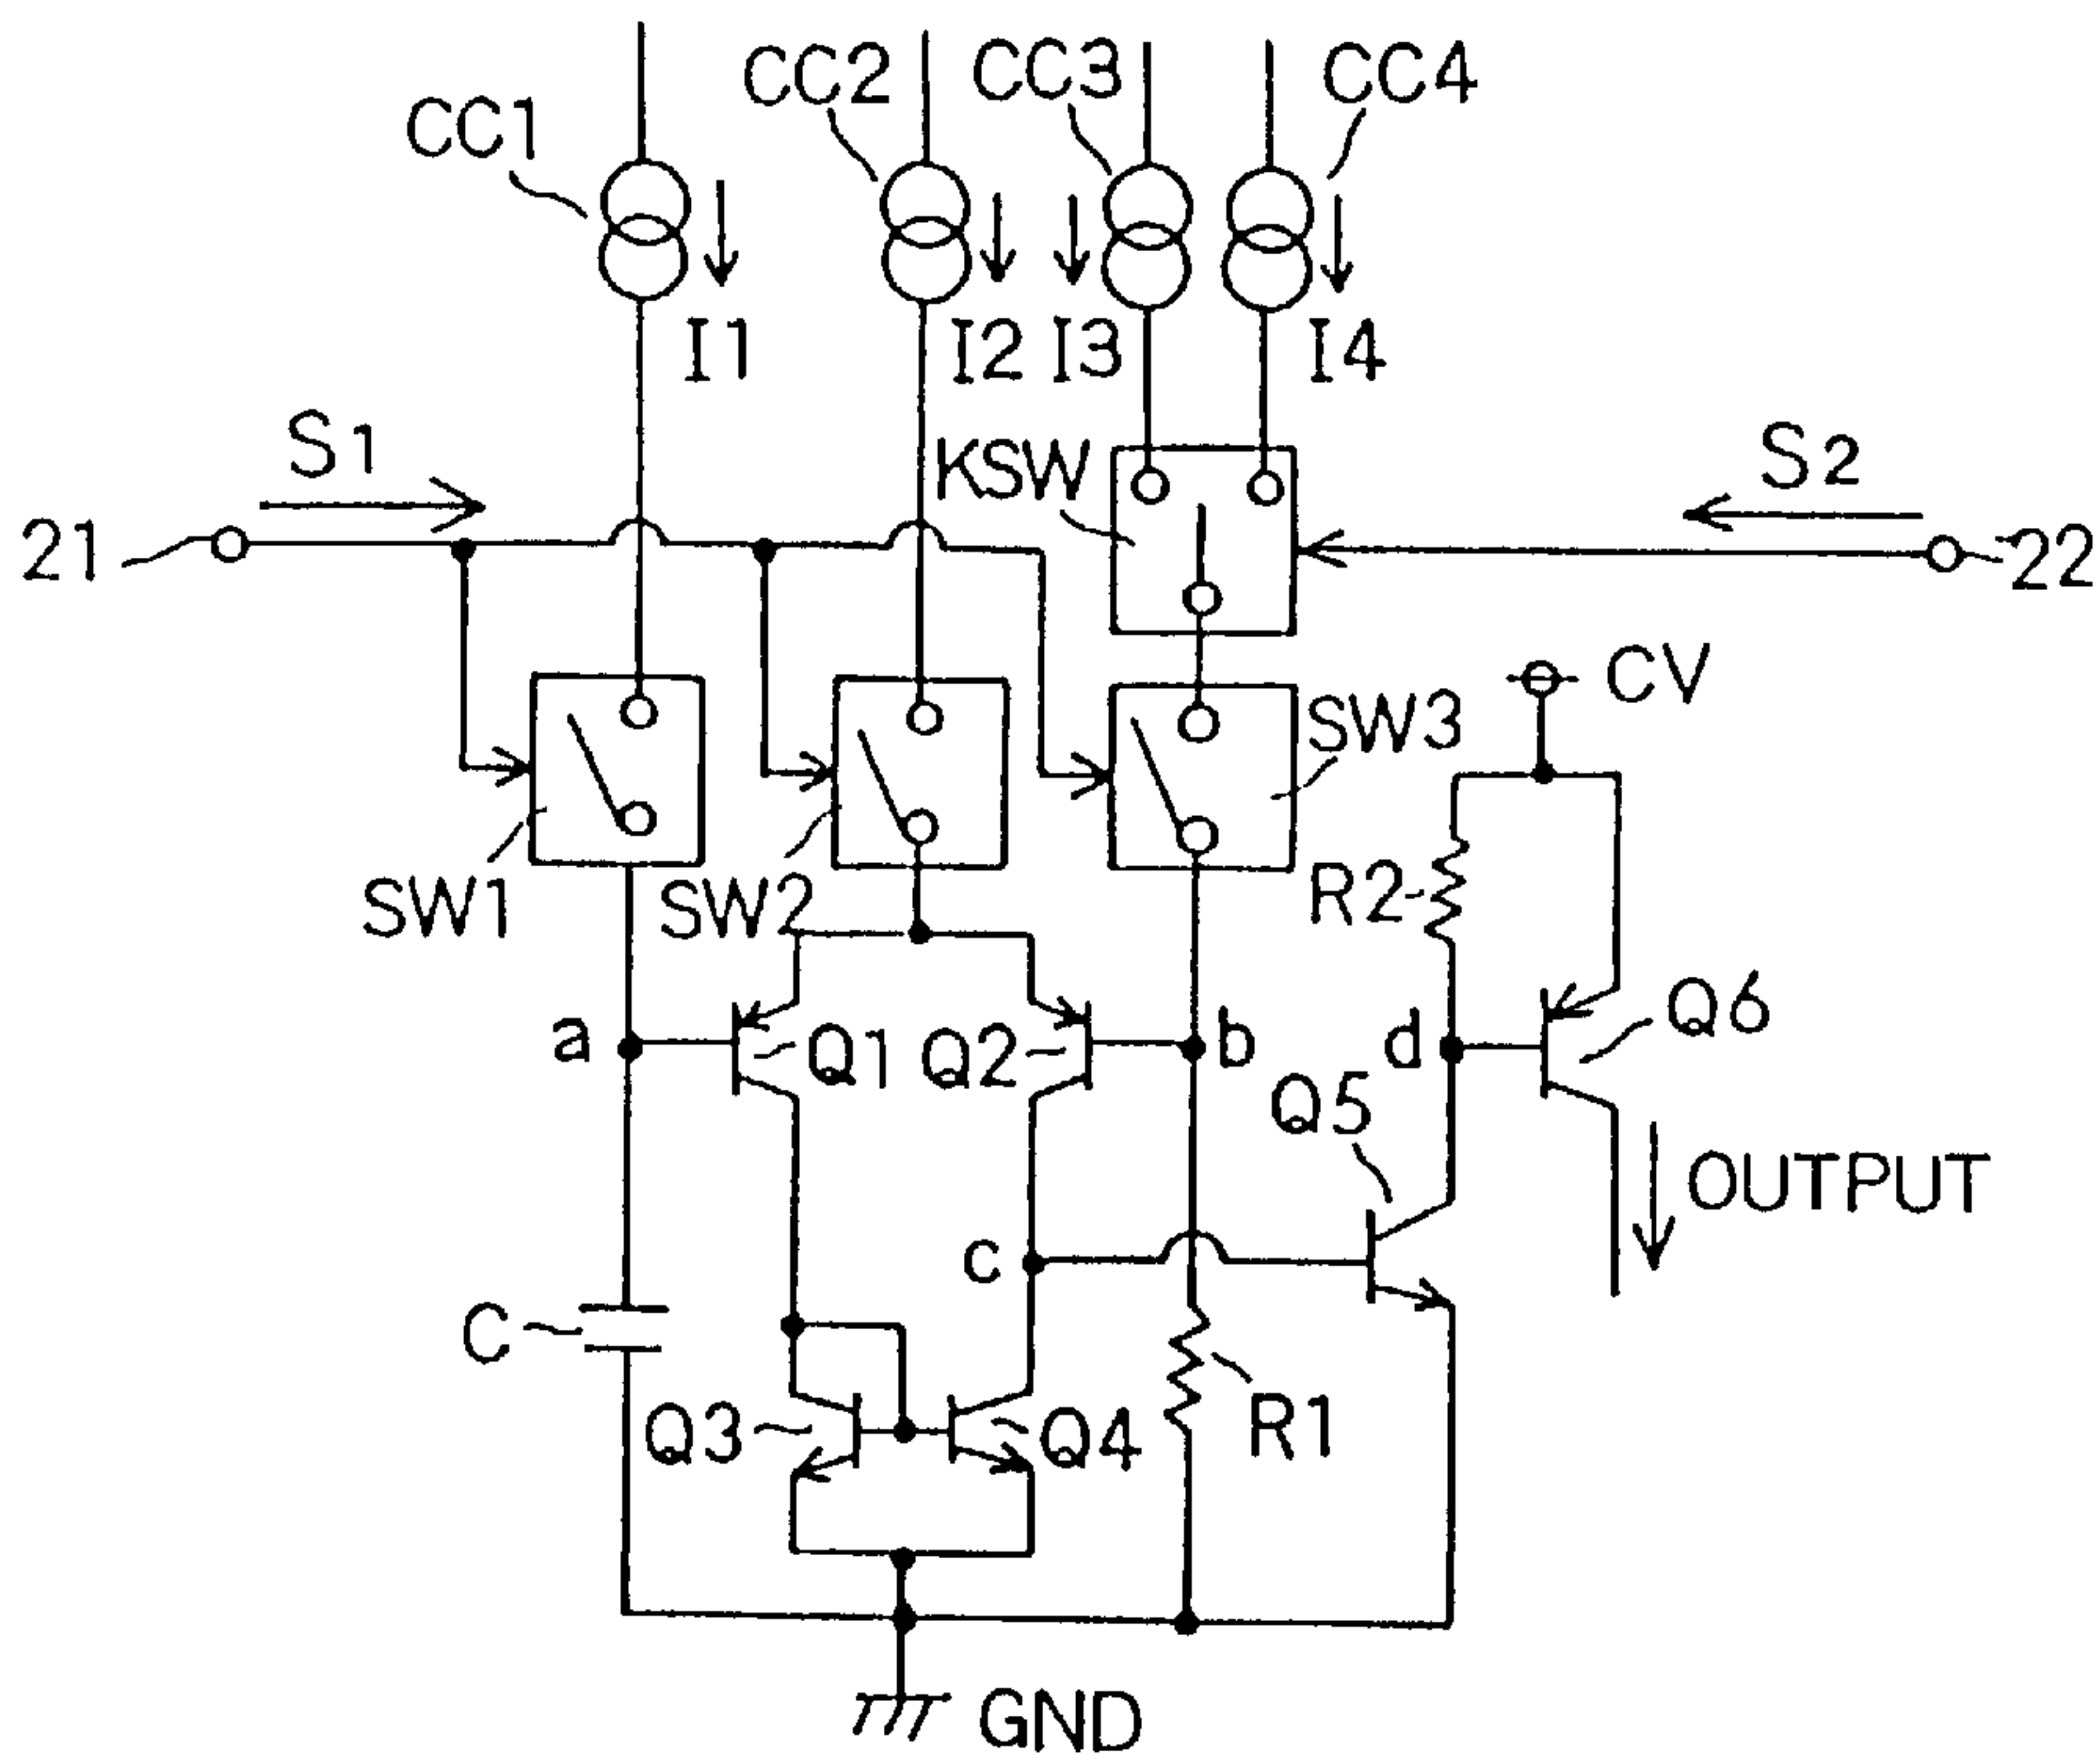 CC1
CC2
CC3
CC4
I1
I2
I3
I4
S1
KSW
S2
21
22
CV
SW3
R2
SW1
SW2
a
Q1
Q2
b
d
Q6
Q5
OUTPUT
c
C
Q3
Q4
R1
GND